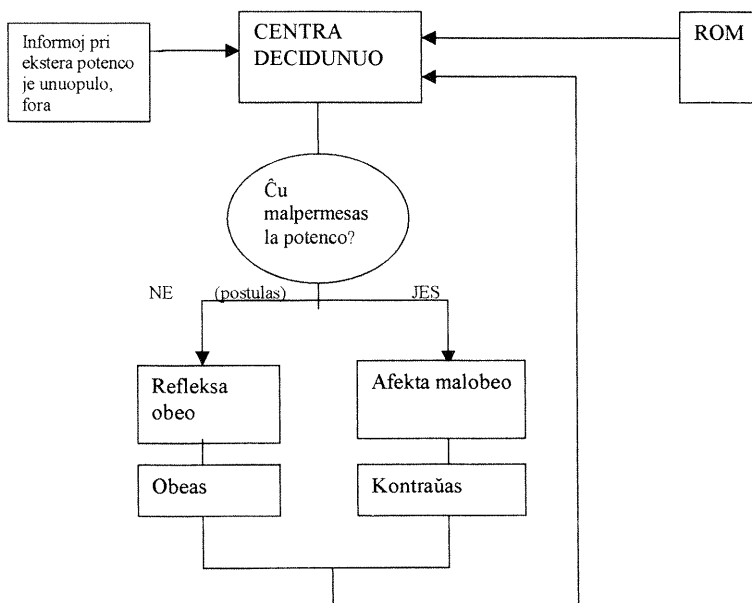 Informoj pri
ekstera potenco
je unuopulo,
fora
CENTRA
DECIDUNUO
ROM
Ĉu
malpermesas
la potenco?
NE (postulas) JES
Refleksa
obeo
Afekta malobeo
Obeas
Kontraŭas